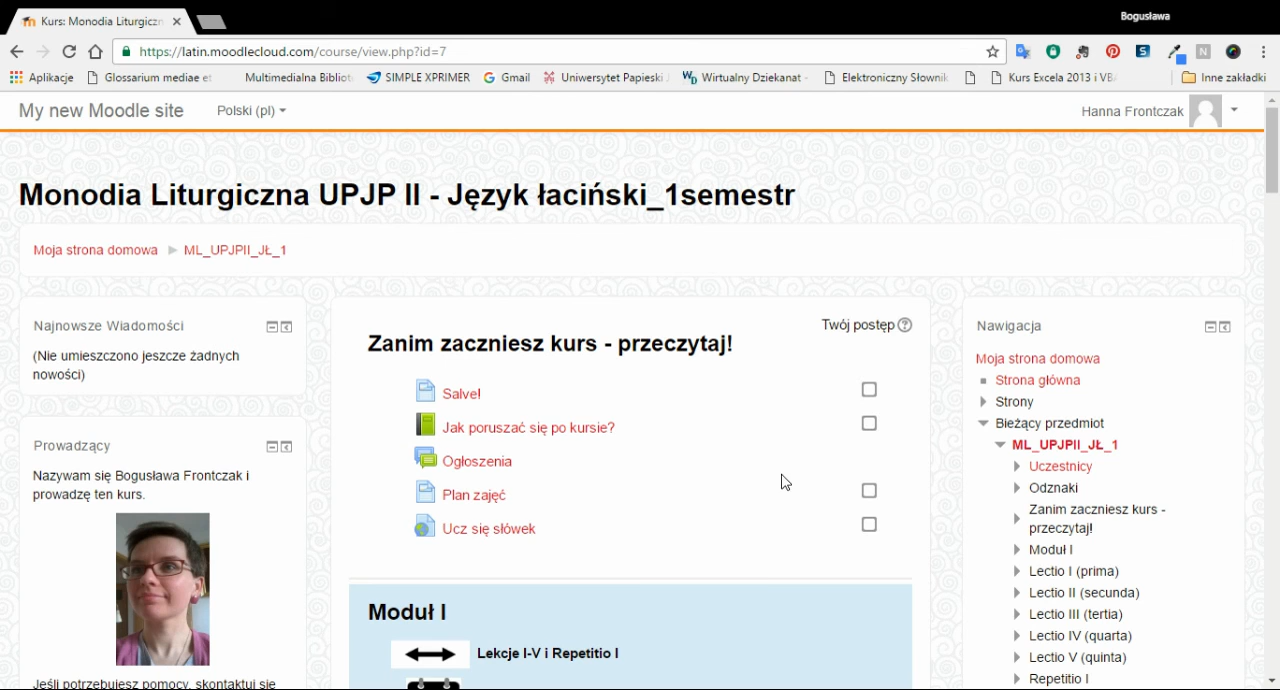 Bogusława
Kurs: Monodia Liturgiczn
https://latin.moodlecloud.com/course/view.php?id=7
Aplikacje Glossarium mediae et Multimedialna Bibliot SIMPLE XPRIMER Gmail Uniwersytet Papieski Wirtualny Dziekanat - Elektroniczny Słownik Kurs Excela 2013 i VBA Inne zakładki
My new Moodle site Polski (pl) Hanna Frontczak
Monodia Liturgiczna UPJP II - Język łaciński_1semestr
Moja strona domowa ML_UPJPII_JŁ_1
Najnowsze Wiadomości
(Nie umieszczono jeszcze żadnych
nowości)
Prowadzący
Nazywam się Bogusława Frontczak i
prowadzę ten kurs.
Jeśli potrzebujesz pomocy, skontaktuj się
Twój postęp
Zanim zaczniesz kurs - przeczytaj!
Salve!
Jak poruszać się po kursie?
Ogłoszenia
Plan zajęć
Ucz się słówek
Moduł I
Lekcje I-V i Repetitio I
Nawigacja
Moja strona domowa
Strona główna
Strony
Bieżący przedmiot
ML_UPJPII_JŁ_1
Uczestnicy
Odznaki
Zanim zaczniesz kurs -
przeczytaj!
Moduł I
Lectio I (prima)
Lectio II (secunda)
Lectio III (tertia)
Lectio IV (quarta)
Lectio V (quinta)
Repetitio I